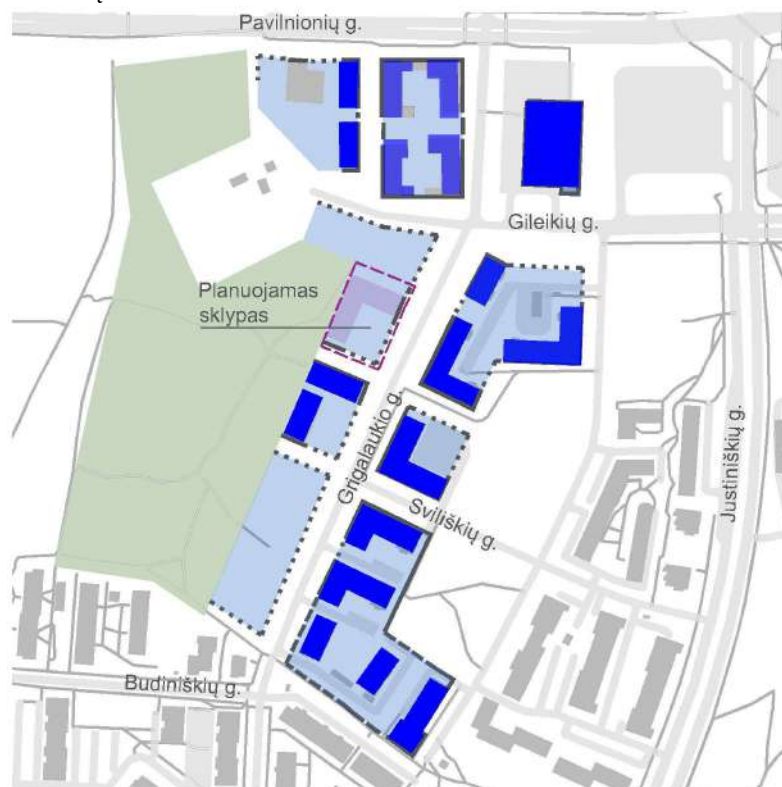 Pavilnionių g.
Gileikių g.
Planuojamas
sklypas
Grigalaukio g.
Sviliškių g.
Justiniškių g.
Budiniškių g.